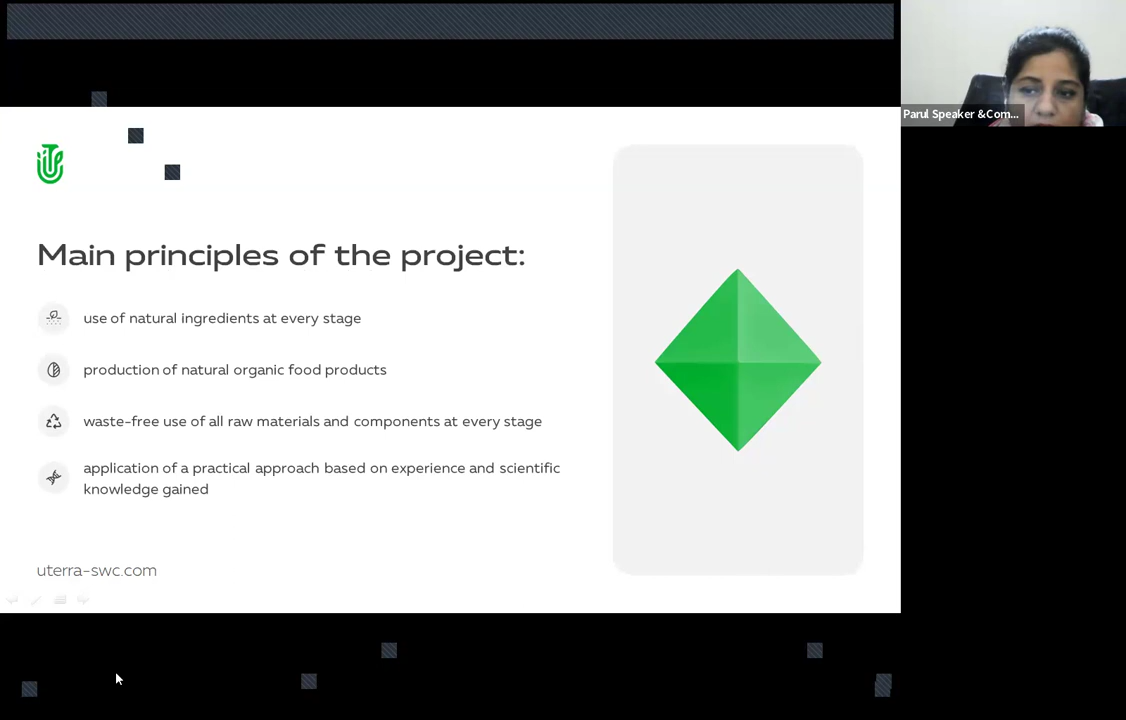 Parul Speaker &Com...
Main principles of the project:
use of natural ingredients at every stage
production of natural organic food products
waste-free use of all raw materials and components at every stage
application of a practical approach based on experience and scientific
knowledge gained
uterra-swc.com